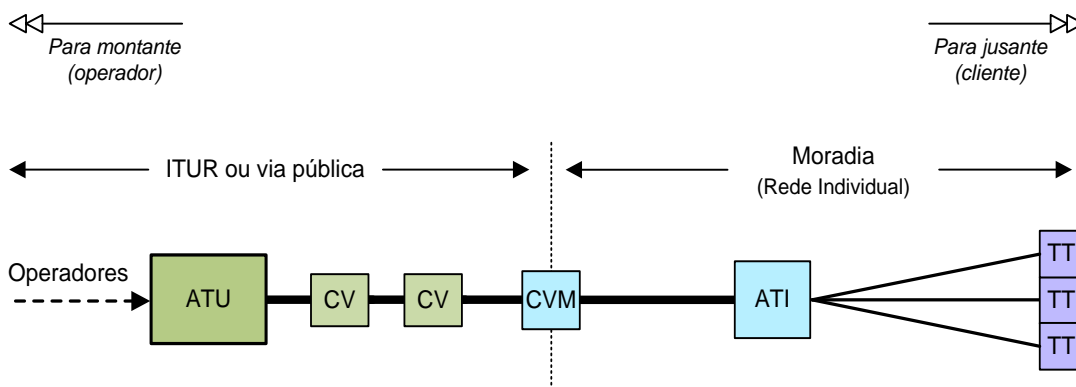 Para montante
(operador)
Para jusante
(cliente)
ITUR ou via pública
Moradia
(Rede Individual)
Operadores
ATU
CV
CV
CVM
ATI
TT
TT
TT